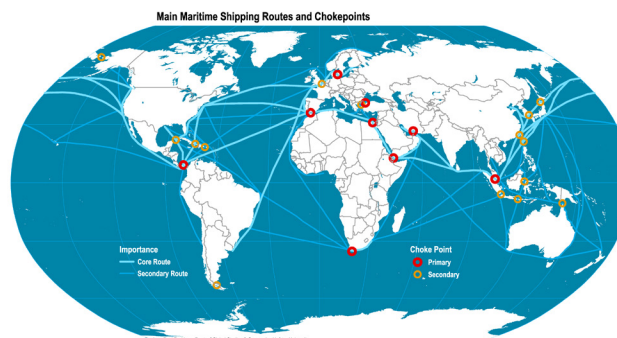 Main Maritime Shipping Routes and Chokepoints
Importance
Core Route
Secondary Route
Choke Point
Primary
Secondary